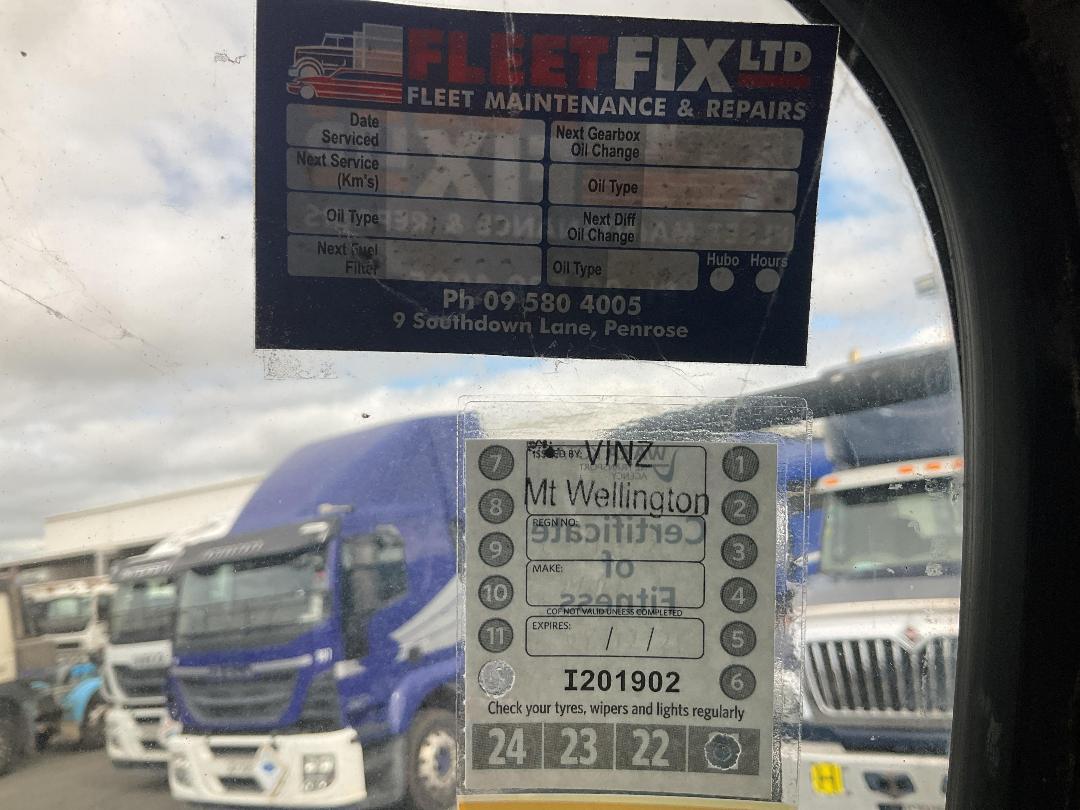 FLEET FIX LTD
FLEET MAINTENANCE & REPAIRS
Date Serviced
Next Service (Km's)
Oil Type
Next Fuel Filter
Next Gearbox Oil Change
Oil Type
Next Diff Oil Change
Oil Type
Hubo Hours
Ph 09 580 4005
9 Southdown Lane, Penrose
ISSUED BY: VINZ
Mt Wellington
REGN NO:
Certificate
of
Fitness
MAKE:
COF NOT VALID UNLESS COMPLETED
EXPIRES: / /
7
8
9
10
11
1
2
3
4
5
6
I201902
Check your tyres, wipers and lights regularly
24 23 22